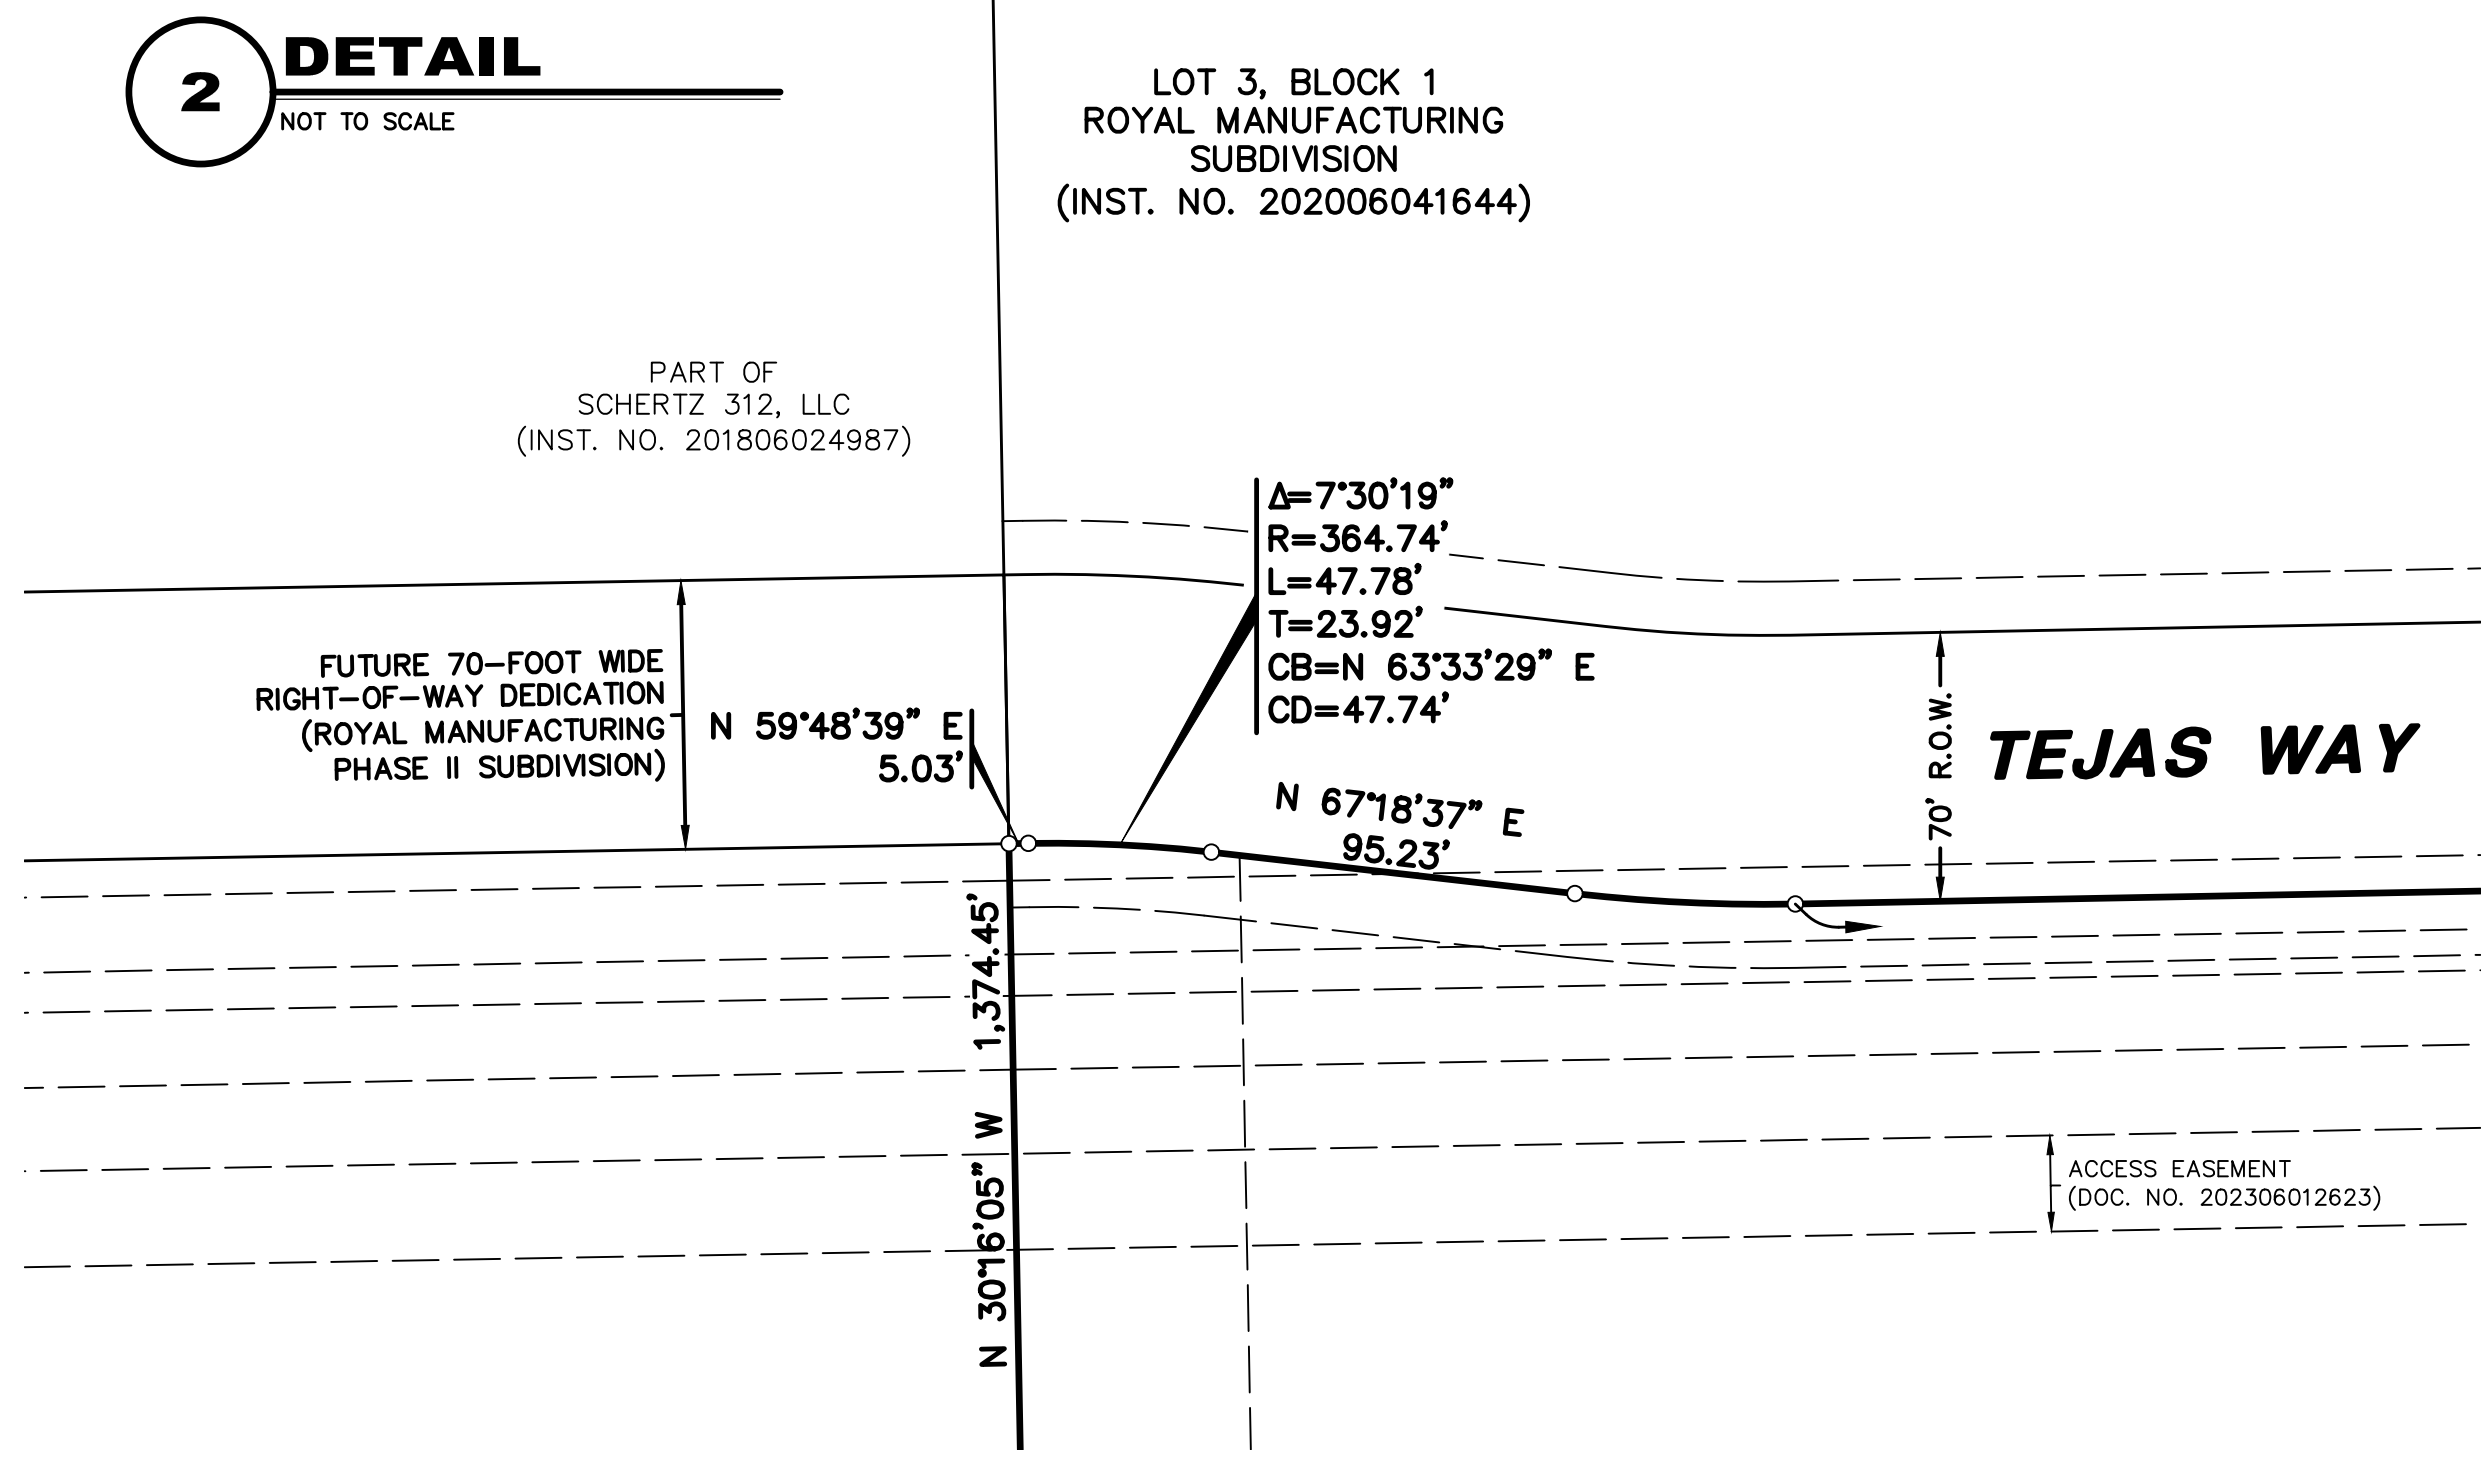 2
DETAIL
NOT TO SCALE
LOT 3, BLOCK 1
ROYAL MANUFACTURING
SUBDIVISION
(INST. NO. 202006041644)
PART OF
SCHERTZ 312, LLC
(INST. NO. 201806024987)
Δ=7°30'19"
R=364.74'
L=47.78'
T=23.92'
CB=N 63°33'29" E
CD=47.74'
FUTURE 70-FOOT WIDE
RIGHT-OF-WAY DEDICATION
(ROYAL MANUFACTURING
PHASE II SUBDIVISION)
N 59°48'39" E
5.03'
70' R.O.W.
TEJAS WAY
N 67°18'37" E
95.23'
N 30°16'05" W 1,374.45'
ACCESS EASEMENT
(DOC. NO. 202306012623)